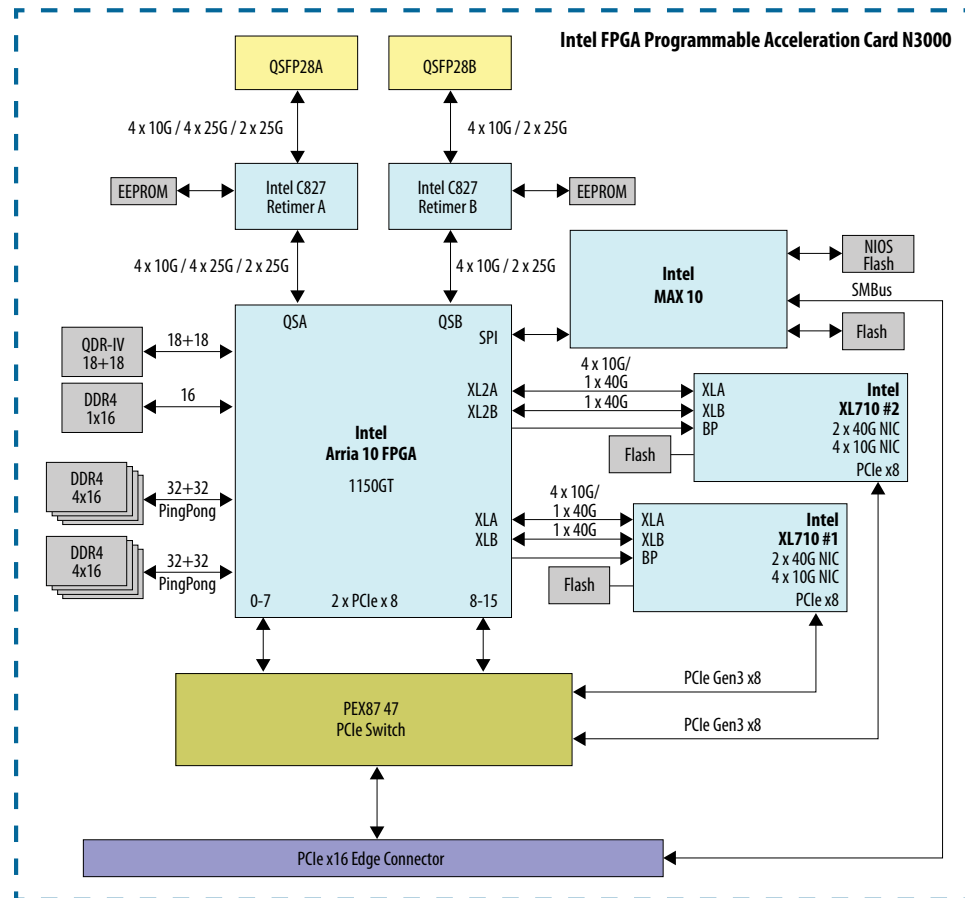 Intel FPGA Programmable Acceleration Card N3000
QSFP28A
QSFP28B
4 x 10G / 4 x 25G / 2 x 25G
4 x 10G / 2 x 25G
EEPROM
Intel C827
Retimer A
Intel C827
Retimer B
EEPROM
4 x 10G / 4 x 25G / 2 x 25G
4 x 10G / 2 x 25G
Intel
MAX 10
NIOS
Flash
SMBus
Flash
QSA
QSB
SPI
QDR-IV
18+18
18+18
DDR4
1x16
16
XL2A
XL2B
4 x 10G/
1 x 40G
1 x 40G
XLA
XLB
BP
Intel
XL710 #2
2 x 40G NIC
4 x 10G NIC
PCIe x8
Flash
Intel
Arria 10 FPGA
1150GT
DDR4
4x16
32+32
PingPong
DDR4
4x16
32+32
PingPong
XLA
XLB
4 x 10G/
1 x 40G
1 x 40G
XLA
XLB
BP
Intel
XL710 #1
2 x 40G NIC
4 x 10G NIC
PCIe x8
Flash
0-7
2 x PCIe x 8
8-15
PEX87 47
PCIe Switch
PCIe Gen3 x8
PCIe Gen3 x8
PCIe x16 Edge Connector